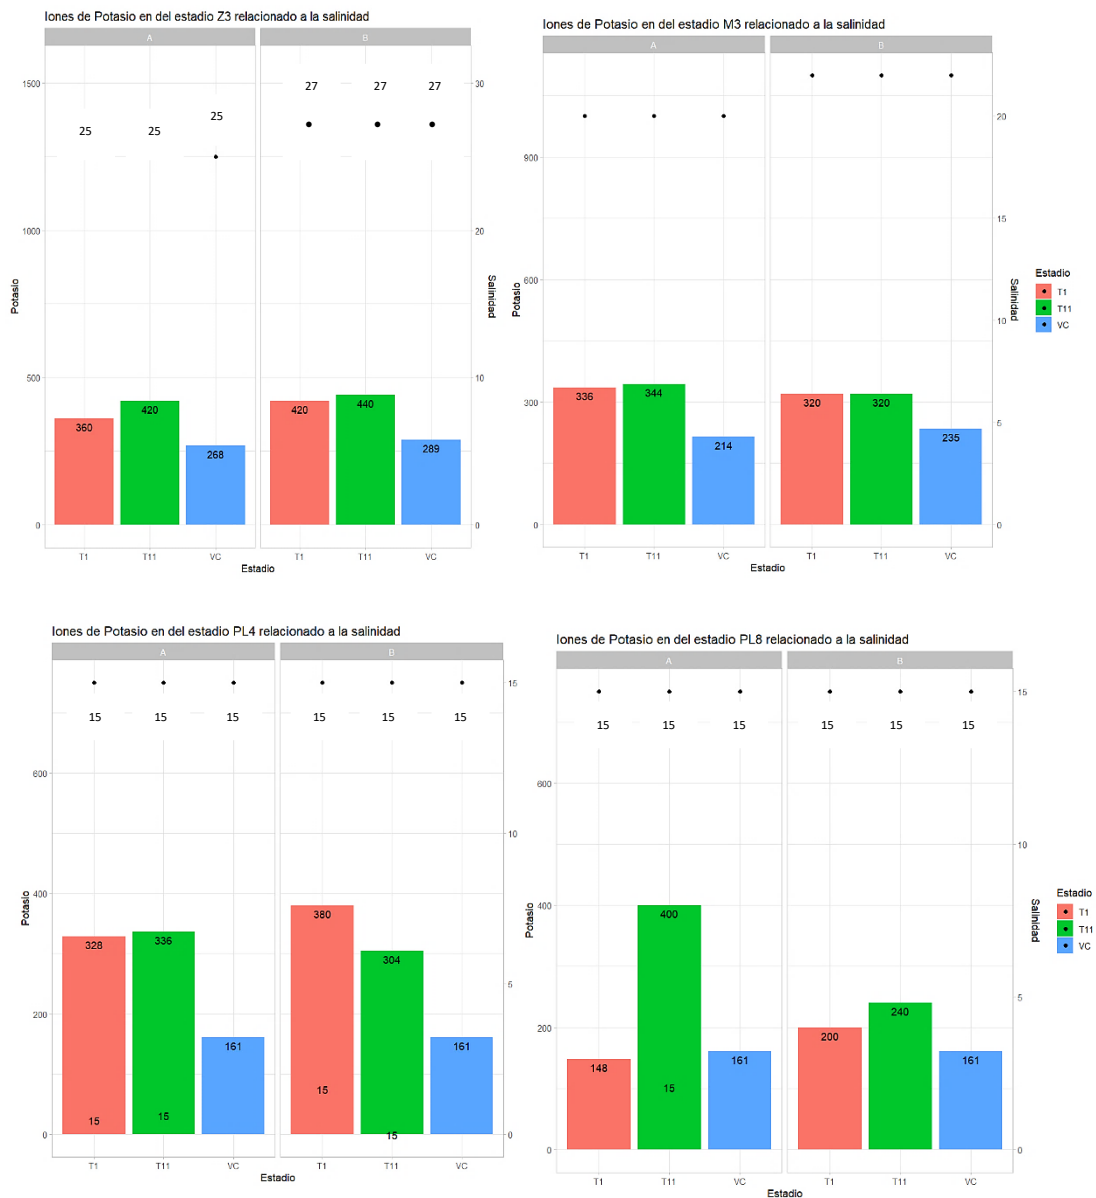 Iones de Potasio en del estadio Z3 relacionado a la salinidad
A
B
1500
1000
500
0
30
20
10
0
25
25
25
27
27
27
360
420
268
420
440
289
T1
T11
VC
T1
T11
VC
Potasio
Salinidad
Estadio
Iones de Potasio en del estadio M3 relacionado a la salinidad
A
B
900
600
300
0
20
15
10
5
0
336
344
214
320
320
235
T1
T11
VC
T1
T11
VC
Potasio
Salinidad
Estadio
Estadio
T1
T11
VC
Iones de Potasio en del estadio PL4 relacionado a la salinidad
A
B
600
400
200
0
15
10
5
0
15
15
15
15
15
15
328
336
161
380
304
161
15
15
15
15
T1
T11
VC
T1
T11
VC
Potasio
Estadio
Iones de Potasio en del estadio PL8 relacionado a la salinidad
A
B
600
400
200
0
15
10
5
0
15
15
15
15
15
15
148
400
161
200
240
161
15
T1
T11
VC
T1
T11
VC
Potasio
Salinidad
Estadio
Estadio
T1
T11
VC